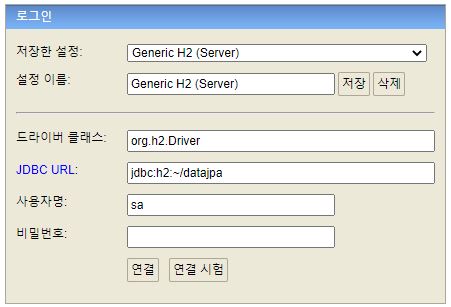 로그인
저장한 설정: Generic H2 (Server)
설정 이름: Generic H2 (Server) 저장 삭제
드라이버 클래스: org.h2.Driver
JDBC URL: jdbc:h2:~/datajpa
사용자명: sa
비밀번호:
연결 연결 시험